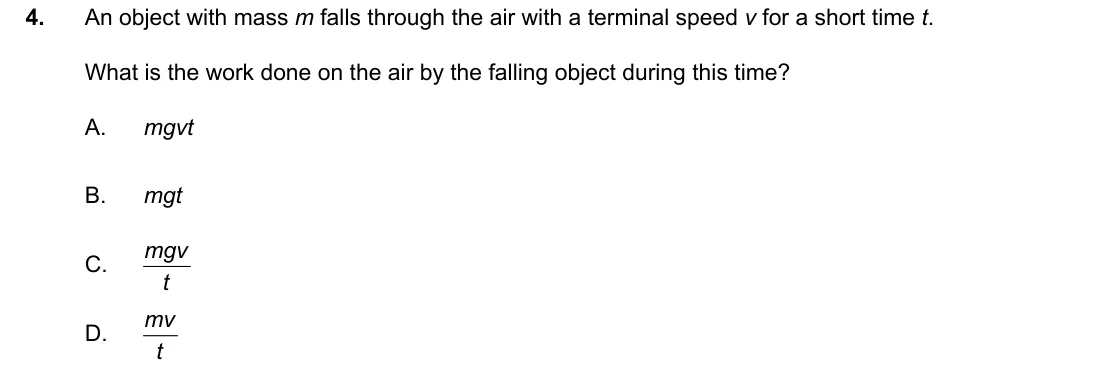 4. An object with mass m falls through the air with a terminal speed v for a short time t.
What is the work done on the air by the falling object during this time?
A. mgvt
B. mgt
C. mgv
t
D. mv
t